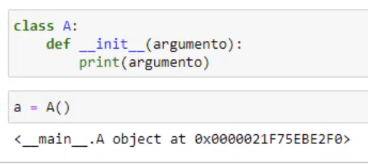 class A:
    def __init__(argumento):
        print(argumento)
a = A()
<__main__.A object at 0x0000021F75EBE2F0>